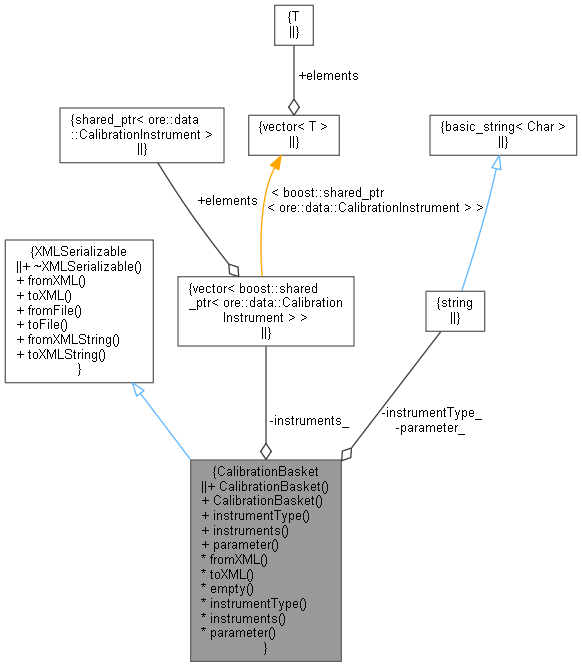 {T
||}
+elements
{shared_ptr< ore::data
::CalibrationInstrument >
||}
{vector< T >
||}
{basic_string< Char >
||}
< boost::shared_ptr
< ore::data::CalibrationInstrument > >
+elements
{XMLSerializable
||+ ~XMLSerializable()
+ fromXML()
+ toXML()
+ fromFile()
+ toFile()
+ fromXMLString()
+ toXMLString()
}
{vector< boost::shared
_ptr< ore::data::Calibration
Instrument > >
||}
{string
||}
-instruments_
-instrumentType_
-parameter_
{CalibrationBasket
||+ CalibrationBasket()
+ CalibrationBasket()
+ instrumentType()
+ instruments()
+ parameter()
* fromXML()
* toXML()
* empty()
* instrumentType()
* instruments()
* parameter()
}